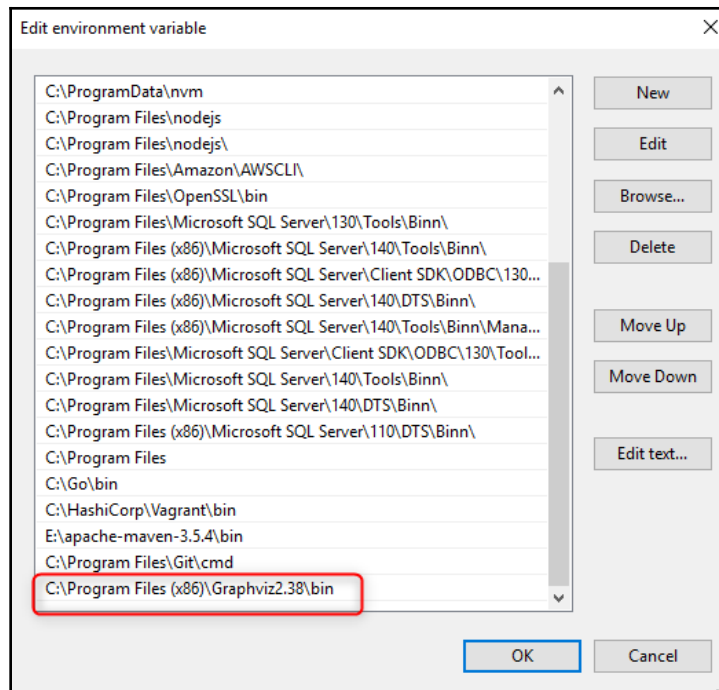 Edit environment variable
C:\ProgramData\nvm
C:\Program Files\nodejs
C:\Program Files\nodejs\
C:\Program Files\Amazon\AWSCLI\
C:\Program Files\OpenSSL\bin
C:\Program Files\Microsoft SQL Server\130\Tools\Binn\
C:\Program Files (x86)\Microsoft SQL Server\140\Tools\Binn\
C:\Program Files (x86)\Microsoft SQL Server\Client SDK\ODBC\130...
C:\Program Files (x86)\Microsoft SQL Server\140\DTS\Binn\
C:\Program Files (x86)\Microsoft SQL Server\140\Tools\Binn\Mana...
C:\Program Files\Microsoft SQL Server\Client SDK\ODBC\130\Tool...
C:\Program Files\Microsoft SQL Server\140\Tools\Binn\
C:\Program Files\Microsoft SQL Server\140\DTS\Binn\
C:\Program Files (x86)\Microsoft SQL Server\110\DTS\Binn\
C:\Program Files
C:\Go\bin
C:\HashiCorp\Vagrant\bin
E:\apache-maven-3.5.4\bin
C:\Program Files\Git\cmd
C:\Program Files (x86)\Graphviz2.38\bin
New
Edit
Browse...
Delete
Move Up
Move Down
Edit text...
OK
Cancel